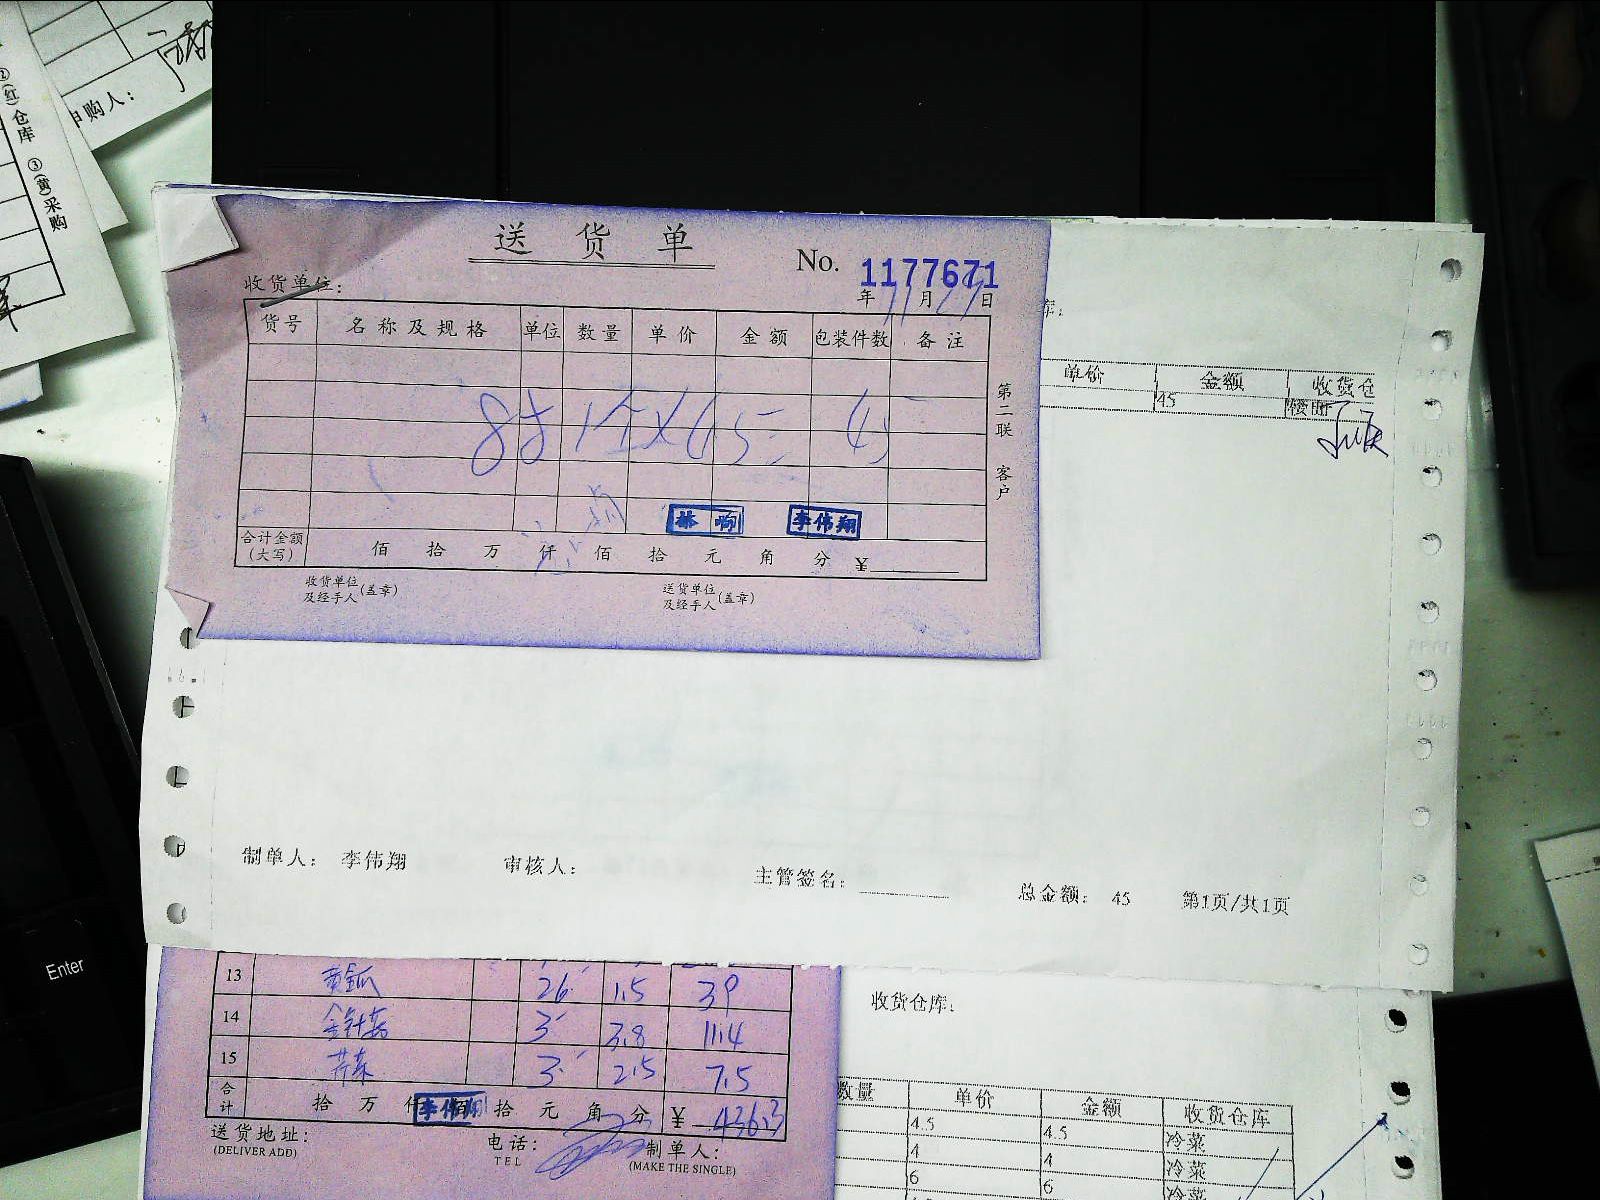 ②(红)仓库 ③(黄)采购
申购人：
送 货 单
No. 1177671
收货单位：
年 11 月 27 日
货号 名称及规格 单位 数量 单价 金额 包装件数 备注
45
第二联 客户
林响 李伟翔
合计金额(大写) 佰 拾 万 仟 佰 拾 元 角 分 ¥
收货单位及经手人(盖章) 送货单位及经手人(盖章)
库：
单价 金额 收货仓
45
制单人： 李伟翔 审核人： 主管签名： 总金额： 45 第1页/共1页
Enter
13 黄瓜 26 1.5 39
14 金针菇 3 3.8 11.4
15 芹菜 3 2.5 7.5
合计 拾 万 仟 佰 拾 元 角 分 ¥ 436.3
李伟翔
送货地址： 电话： 制单人：
(DELIVER ADD) TEL (MAKE THE SINGLE)
收货仓库：
数量 单价 金额 收货仓库
4.5 4.5 冷菜
4 4 冷菜
6 6 冷菜